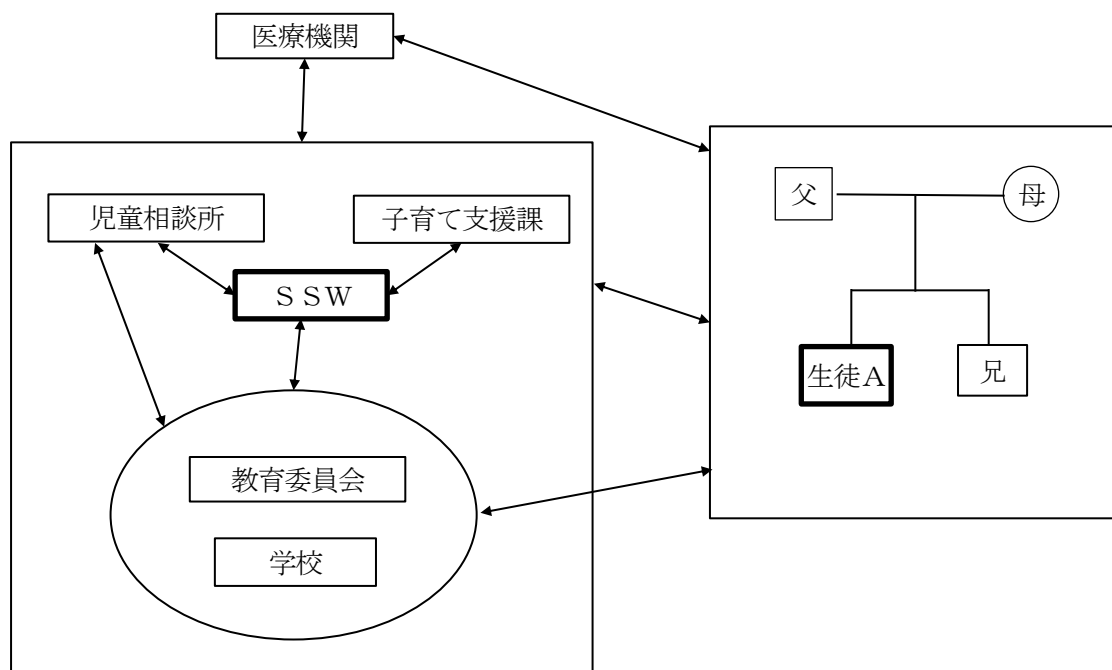 医療機関
児童相談所
子育て支援課
ＳＳＷ
教育委員会
学校
父
母
生徒Ａ
兄